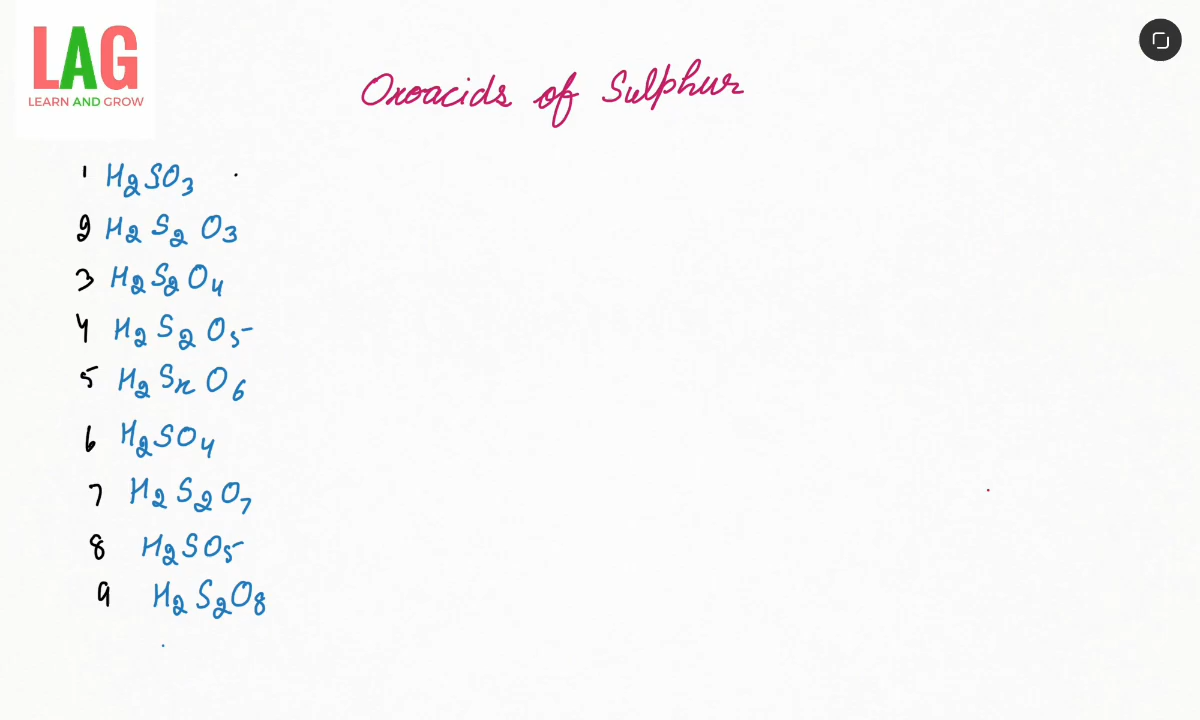 LAG
LEARN AND GROW
Oxoacids of Sulphur
1 H2SO3
2 H2S2O3
3 H2S2O4
4 H2S2O5
5 H2SnO6
6 H2SO4
7 H2S2O7
8 H2SO5
9 H2S2O8